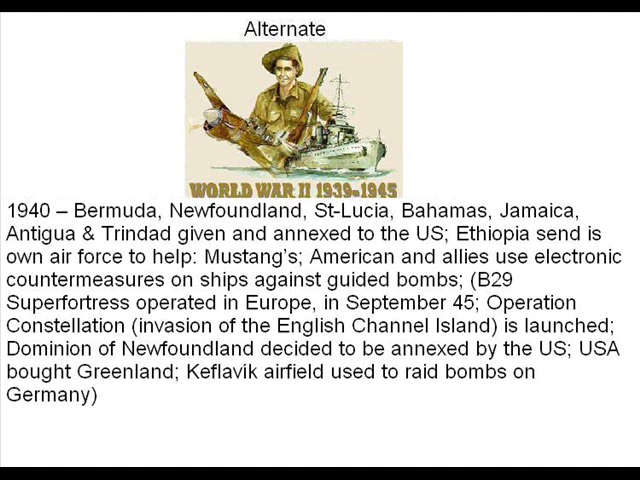 Alternate
WORLD WAR II 1939-1945
1940 – Bermuda, Newfoundland, St-Lucia, Bahamas, Jamaica,
Antigua & Trindad given and annexed to the US; Ethiopia send is
own air force to help: Mustang's; American and allies use electronic
countermeasures on ships against guided bombs; (B29
Superfortress operated in Europe, in September 45; Operation
Constellation (invasion of the English Channel Island) is launched;
Dominion of Newfoundland decided to be annexed by the US; USA
bought Greenland; Keflavík airfield used to raid bombs on
Germany)